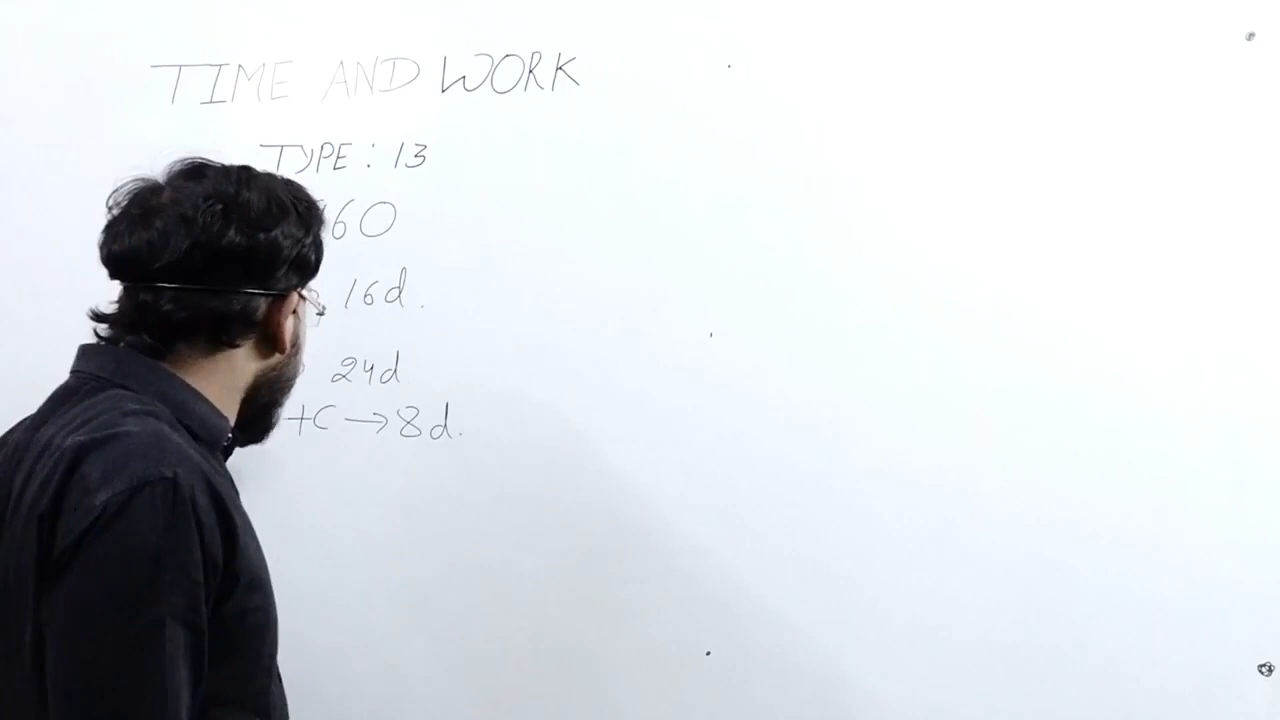 TIME AND WORK
TYPE : 13
60
16d.
24d
+C → 8d.